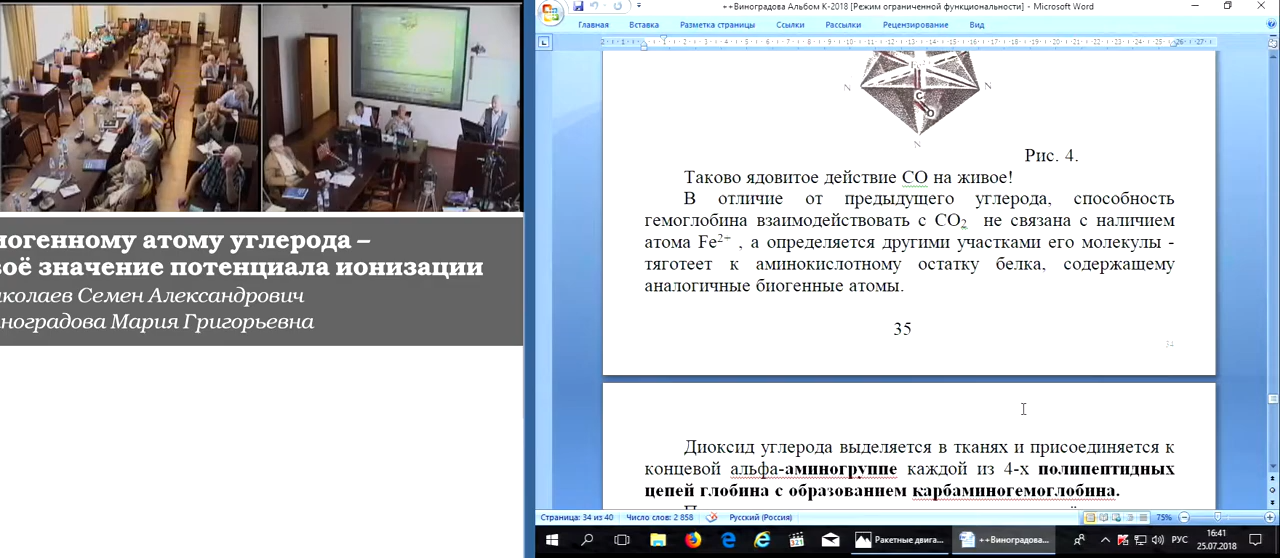 ++Виноградова Альбом К-2018 [Режим ограниченной функциональности] - Microsoft Word
Главная Вставка Разметка страницы Ссылки Рассылки Рецензирование Вид
N N
C
O
N
Рис. 4.
Таково ядовитое действие СО на живое!
В отличие от предыдущего углерода, способность
гемоглобина взаимодействовать с СО2 не связана с наличием
атома Fe2+ , а определяется другими участками его молекулы -
тяготеет к аминокислотному остатку белка, содержащему
аналогичные биогенные атомы.
35
34
Диоксид углерода выделяется в тканях и присоединяется к
концевой альфа-аминогруппе каждой из 4-х полипептидных
цепей глобина с образованием карбаминогемоглобина.
иогенному атому углерода –
воё значение потенциала ионизации
иколаев Семен Александрович
иноградова Мария Григорьевна
Страница: 34 из 40 Число слов: 2 858 Русский (Россия) 75%
Ракетные двига... ++Виноградова... РУС 16:41
25.07.2018